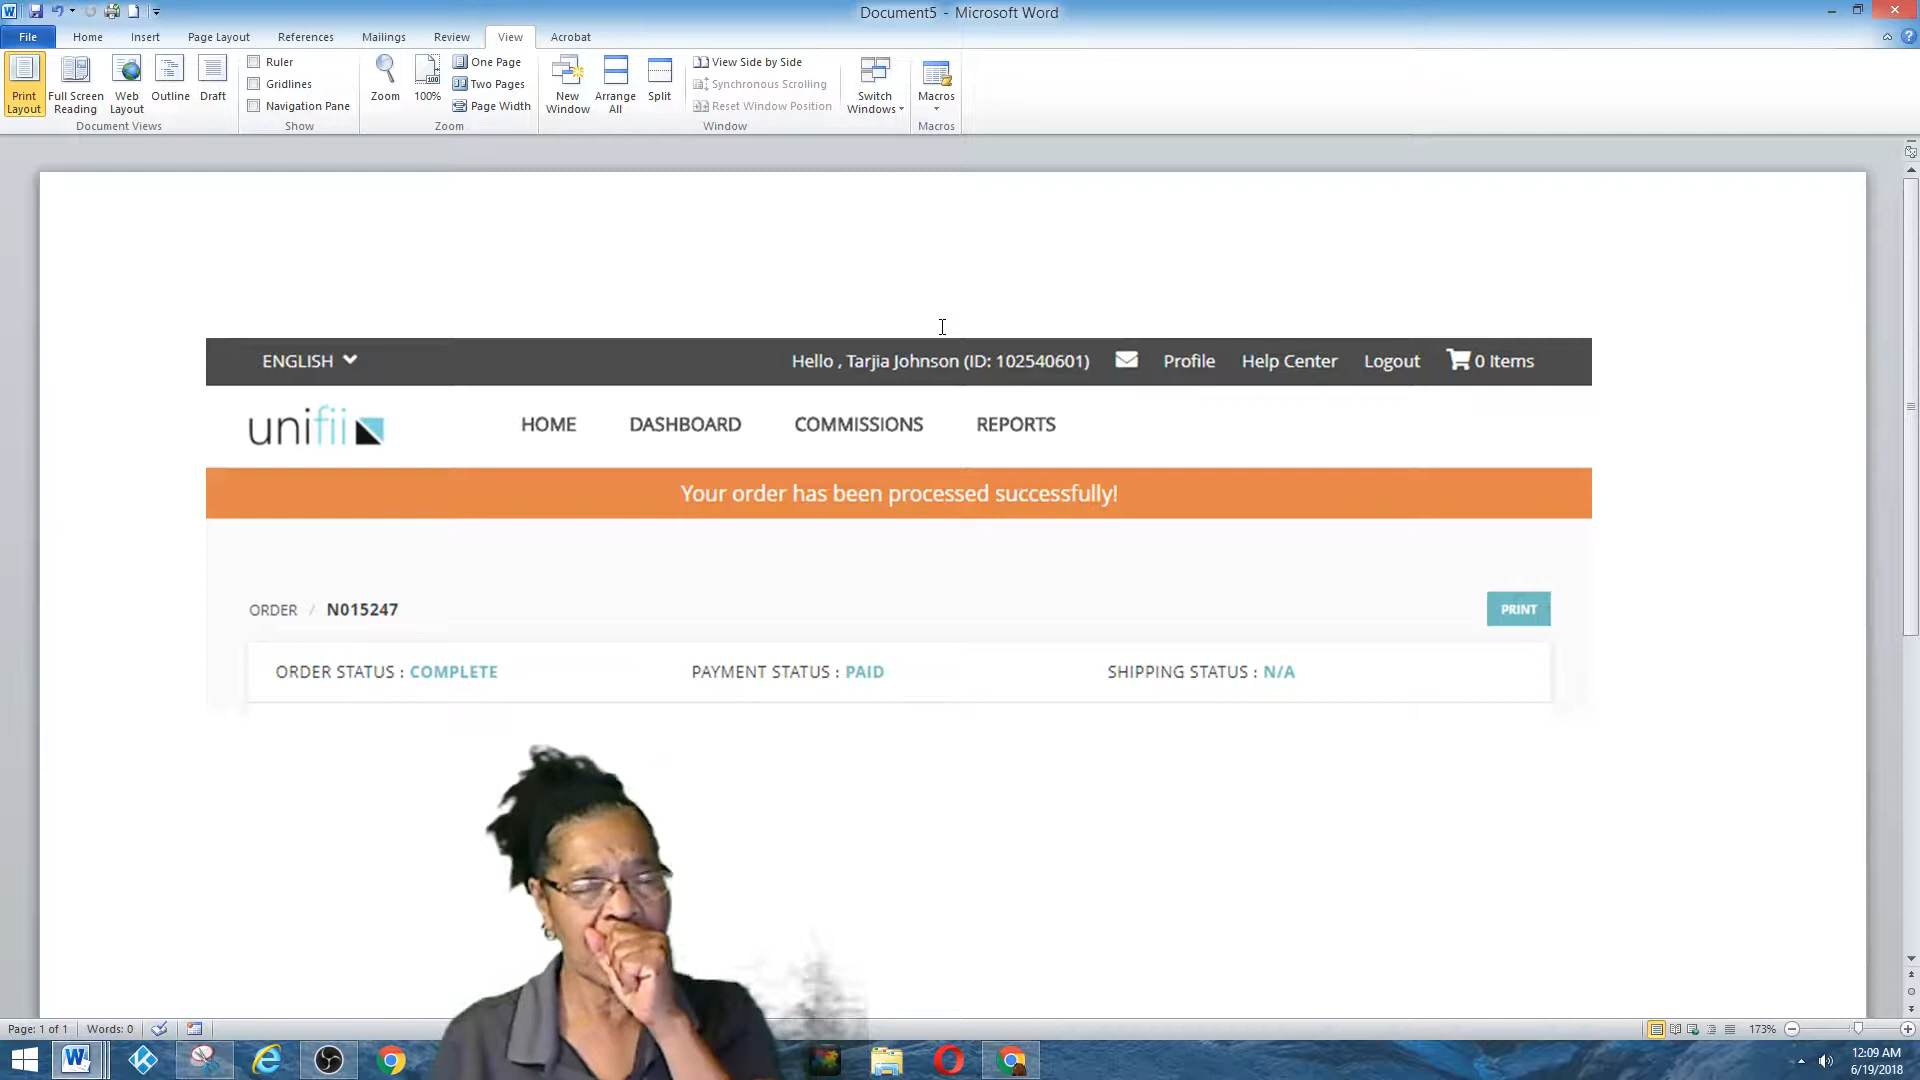 Document5 - Microsoft Word
File Home Insert Page Layout References Mailings Review View Acrobat
Print Layout
Full Screen Reading
Web Layout
Outline
Draft
Document Views
Ruler
Gridlines
Navigation Pane
Show
Zoom
100%
One Page
Two Pages
Page Width
Zoom
New Window
Arrange All
Split
View Side by Side
Synchronous Scrolling
Reset Window Position
Window
Switch Windows
Macros
Macros
ENGLISH Hello , Tarjia Johnson (ID: 102540601) Profile Help Center Logout 0 Items
unifii HOME DASHBOARD COMMISSIONS REPORTS
Your order has been processed successfully!
ORDER / N015247 PRINT
ORDER STATUS : COMPLETE PAYMENT STATUS : PAID SHIPPING STATUS : N/A
Page: 1 of 1 Words: 0 173%
12:09 AM
6/19/2018